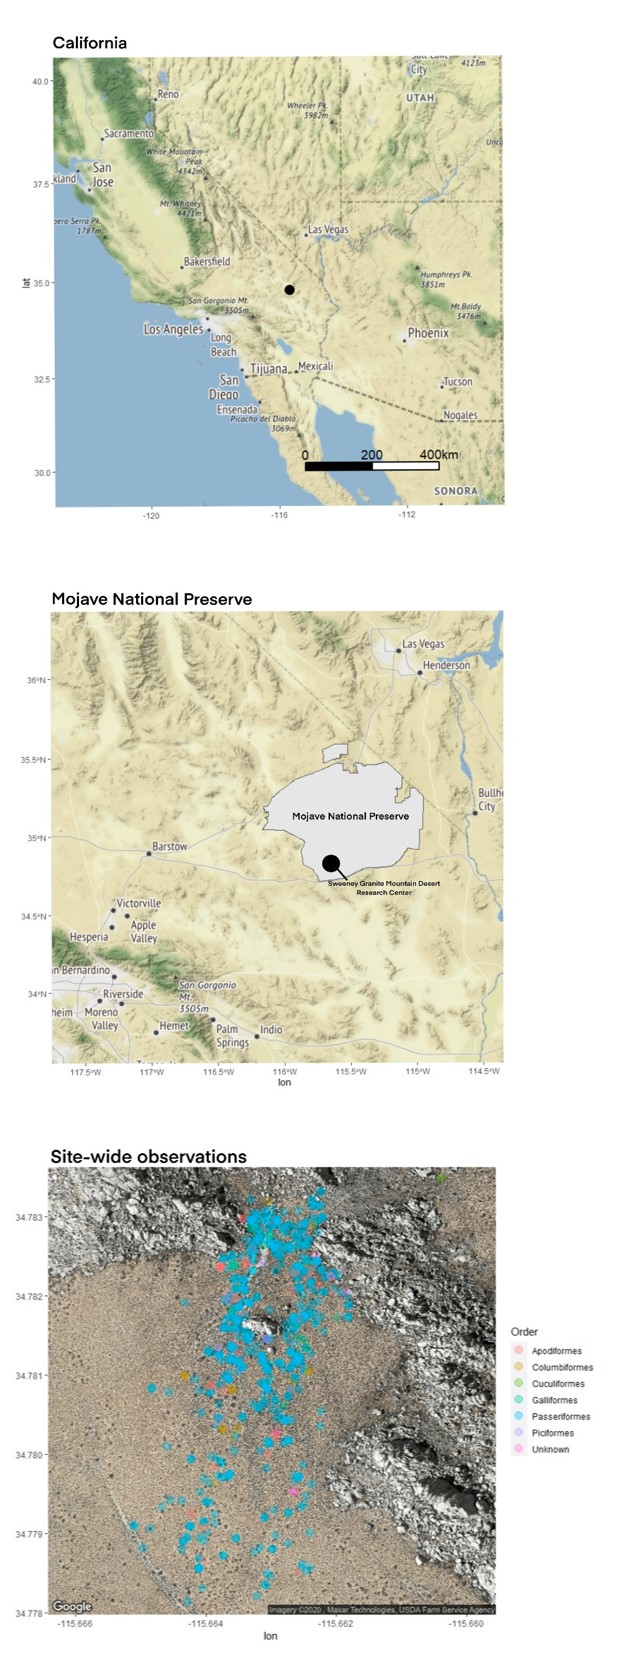 California
40.0
37.5
35.0
32.5
30.0
lat
Reno
Sacramento
San
Jose
kland
White Mountain
Peak
4342m
Mt. Whitney
4421m
1787m
Wheeler Pk.
3982m
City
4123m
UTAH
Las Vegas
Bakersfield
San Gorgonio Mt.
3505m
Los Angeles
Long
Beach
Tijuana
Mexicali
San
Diego
Ensenada
Picacho del Diablo
3069m
Humphreys Pk.
3851m
Mt.Baldy
3476m
Phoenix
Tucson
Nogales
0 200 400km
SONORA
-120 -116 -112
Mojave National Preserve
36°N
35.5°N
35°N
34.5°N
34°N
Las Vegas
Henderson
Bullhe
City
Mojave National Preserve
Sweeney Granite Mountain Desert
Research Center
Barstow
Victorville
Apple
Valley
Hesperia
n Bernardino
San Gorgonio
Mt.
3505m
Riverside
heim
Moreno
Valley
Hemet
Palm
Springs
Indio
117.5°W 117°W 116.5°W 116°W 115.5°W 115°W 114.5°W
lon
Site-wide observations
34.783
34.782
34.781
34.780
34.779
34.778
Order
Apodiformes
Columbiformes
Cuculiformes
Galliformes
Passeriformes
Piciformes
Unknown
Google
Imagery ©2020 , Maxar Technologies, USDA Farm Service Agency
-115.666 -115.664 -115.662 -115.660
lon